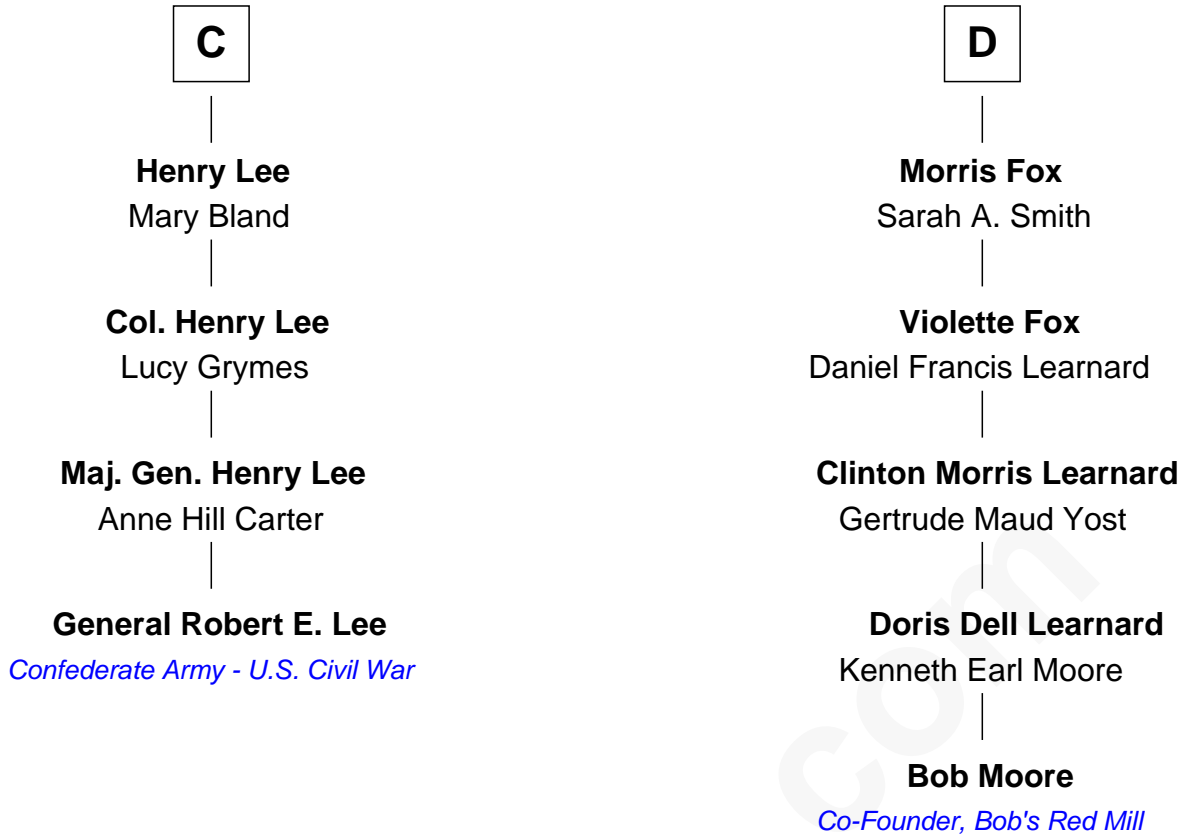 C
Henry Lee
Mary Bland
Col. Henry Lee
Lucy Grymes
Maj. Gen. Henry Lee
Anne Hill Carter
General Robert E. Lee
Confederate Army - U.S. Civil War
D
Morris Fox
Sarah A. Smith
Violette Fox
Daniel Francis Learnard
Clinton Morris Learnard
Gertrude Maud Yost
Doris Dell Learnard
Kenneth Earl Moore
Bob Moore
Co-Founder, Bob's Red Mill
com